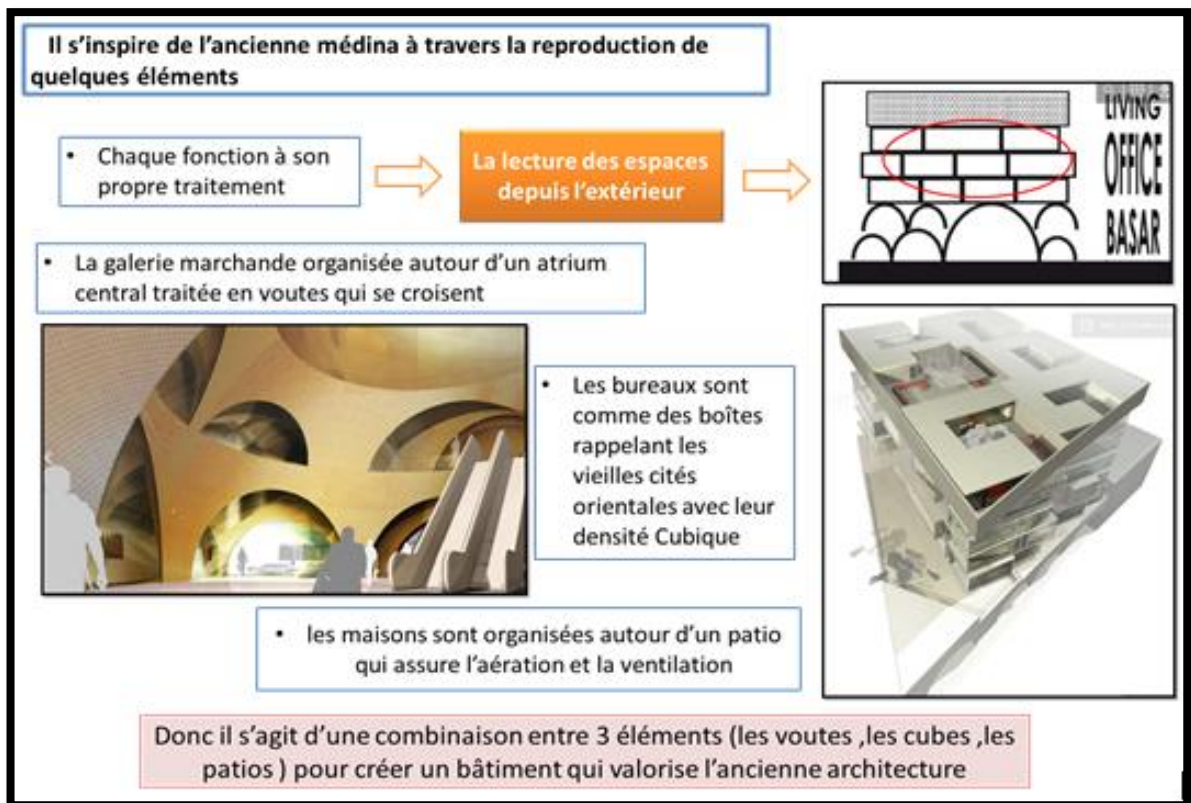 Il s’inspire de l’ancienne médina à travers la reproduction de
quelques éléments
• Chaque fonction à son
propre traitement
La lecture des espaces
depuis l’extérieur
LIVING
OFFICE
BASAR
• La galerie marchande organisée autour d’un atrium
central traitée en voutes qui se croisent
• Les bureaux sont
comme des boîtes
rappelant les
vieilles cités
orientales avec leur
densité Cubique
• les maisons sont organisées autour d’un patio
qui assure l’aération et la ventilation
Donc il s’agit d’une combinaison entre 3 éléments (les voutes ,les cubes ,les
patios ) pour créer un bâtiment qui valorise l’ancienne architecture